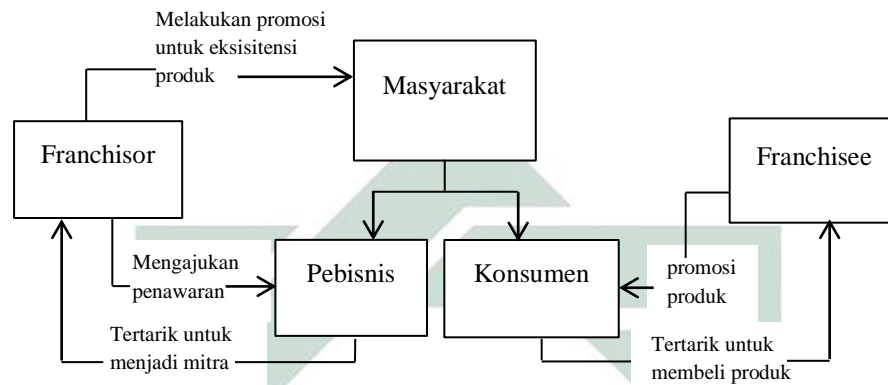 Melakukan promosi
untuk eksisitensi
produk
Masyarakat
Franchisor
Franchisee
Mengajukan
penawaran
Pebisnis
Konsumen
promosi
produk
Tertarik untuk
menjadi mitra
Tertarik untuk
membeli produk